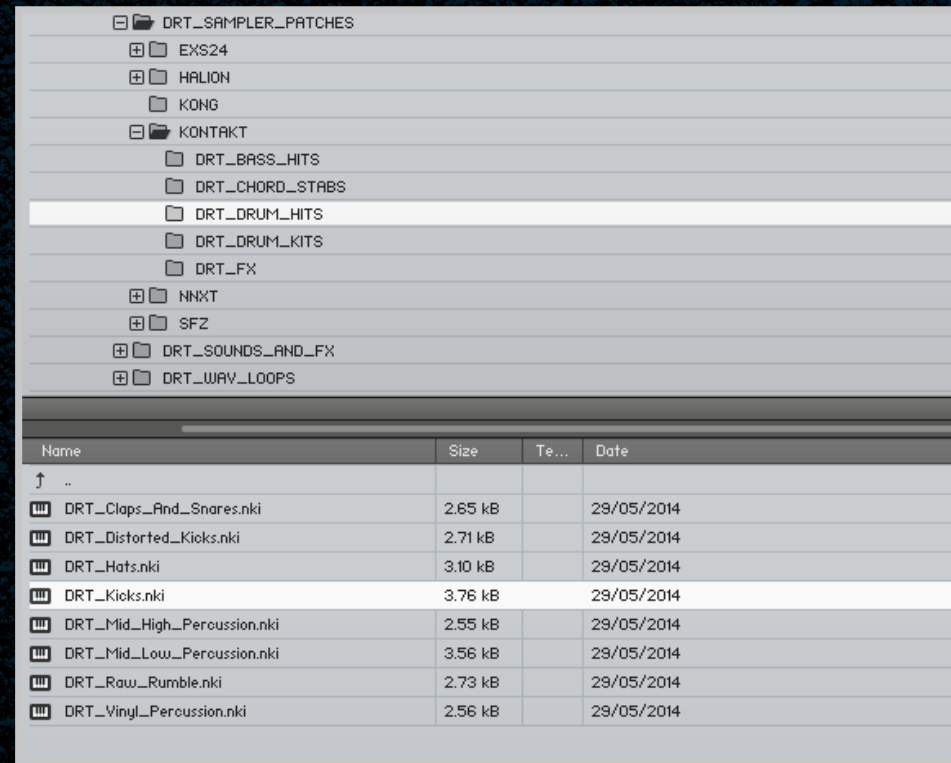 DRT_SAMPLER_PATCHES
EXS24
HALION
KONG
KONTAKT
DRT_BASS_HITS
DRT_CHORD_STABS
DRT_DRUM_HITS
DRT_DRUM_KITS
DRT_FX
NNXT
SFZ
DRT_SOUNDS_AND_FX
DRT_WAV_LOOPS
Name Size Te... Date
..
DRT_Claps_And_Snares.nki 2.65 kB 29/05/2014
DRT_Distorted_Kicks.nki 2.71 kB 29/05/2014
DRT_Hats.nki 3.10 kB 29/05/2014
DRT_Kicks.nki 3.76 kB 29/05/2014
DRT_Mid_High_Percussion.nki 2.55 kB 29/05/2014
DRT_Mid_Low_Percussion.nki 3.56 kB 29/05/2014
DRT_Raw_Rumble.nki 2.73 kB 29/05/2014
DRT_Vinyl_Percussion.nki 2.56 kB 29/05/2014